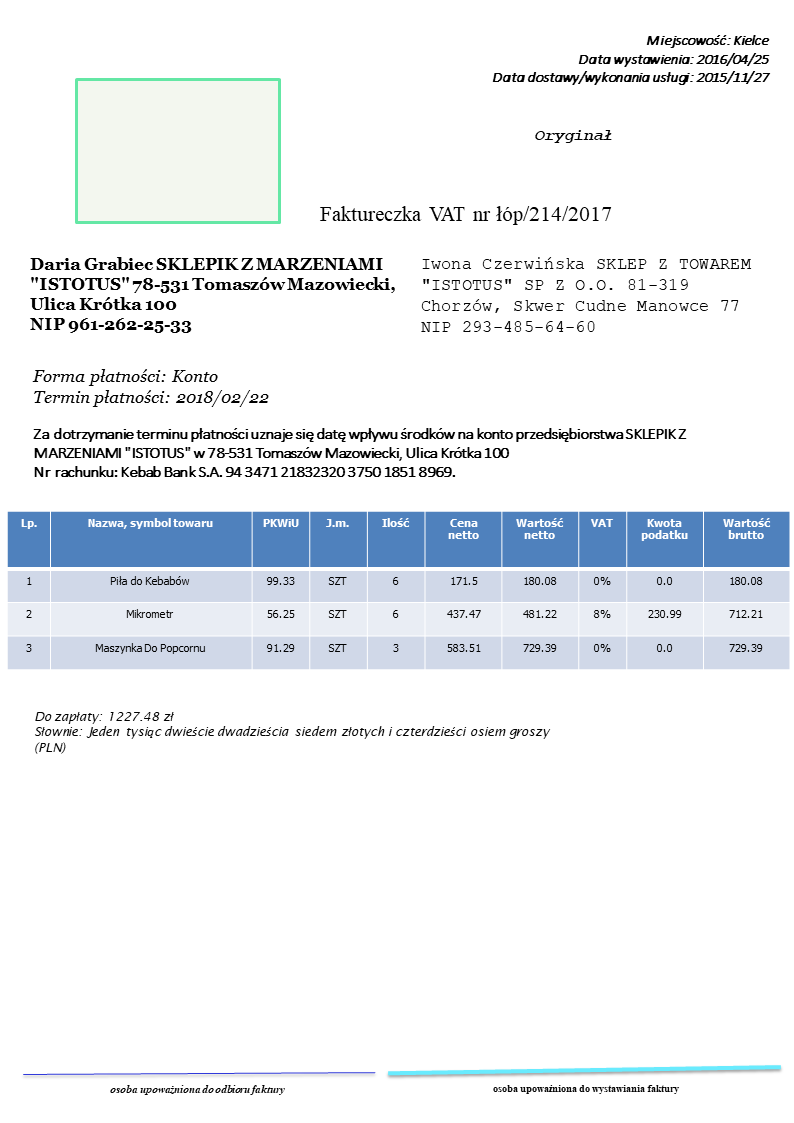 Miejscowość: Kielce
Data wystawienia: 2016/04/25
Data dostawy/wykonania usługi: 2015/11/27
Oryginał
Faktureczka VAT nr łóp/214/2017
Daria Grabiec SKLEPIK Z MARZENIAMI
"ISTOTUS" 78-531 Tomaszów Mazowiecki,
Ulica Krótka 100
NIP 961-262-25-33
Iwona Czerwińska SKLEP Z TOWAREM
"ISTOTUS" SP Z O.O. 81-319
Chorzów, Skwer Cudne Manowce 77
NIP 293-485-64-60
Forma płatności: Konto
Termin płatności: 2018/02/22
Za dotrzymanie terminu płatności uznaje się datę wpływu środków na konto przedsiębiorstwa SKLEPIK Z
MARZENIAMI "ISTOTUS" w 78-531 Tomaszów Mazowiecki, Ulica Krótka 100
Nr rachunku: Kebab Bank S.A. 94 3471 21832320 3750 1851 8969.
Lp. Nazwa, symbol towaru PKWiU J.m. Ilość Cena netto Wartość netto VAT Kwota podatku Wartość brutto
1 Piła do Kebabów 99.33 SZT 6 171.5 180.08 0% 0.0 180.08
2 Mikrometr 56.25 SZT 6 437.47 481.22 8% 230.99 712.21
3 Maszynka Do Popcornu 91.29 SZT 3 583.51 729.39 0% 0.0 729.39
Do zapłaty: 1227.48 zł
Słownie: Jeden tysiąc dwieście dwadzieścia siedem złotych i czterdzieści osiem groszy
(PLN)
osoba upoważniona do odbioru faktury
osoba upoważniona do wystawiania faktury